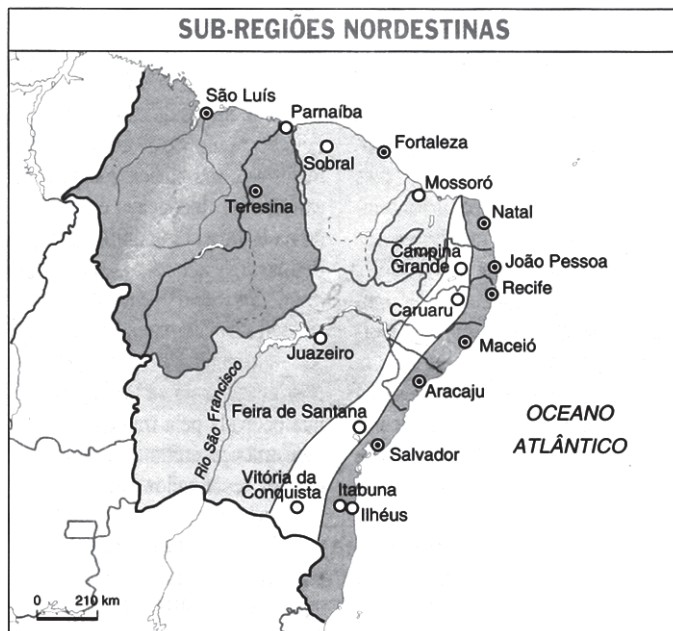 SUB-REGIÕES NORDESTINAS
São Luís
Parnaíba
Sobral
Fortaleza
Mossoró
Teresina
Natal
Campina
Grande
João Pessoa
Recife
Caruaru
Juazeiro
Maceió
Aracaju
Rio São Francisco
Feira de Santana
OCEANO
ATLÂNTICO
Salvador
Vitória da
Conquista
Itabuna
Ilhéus
0 210 km